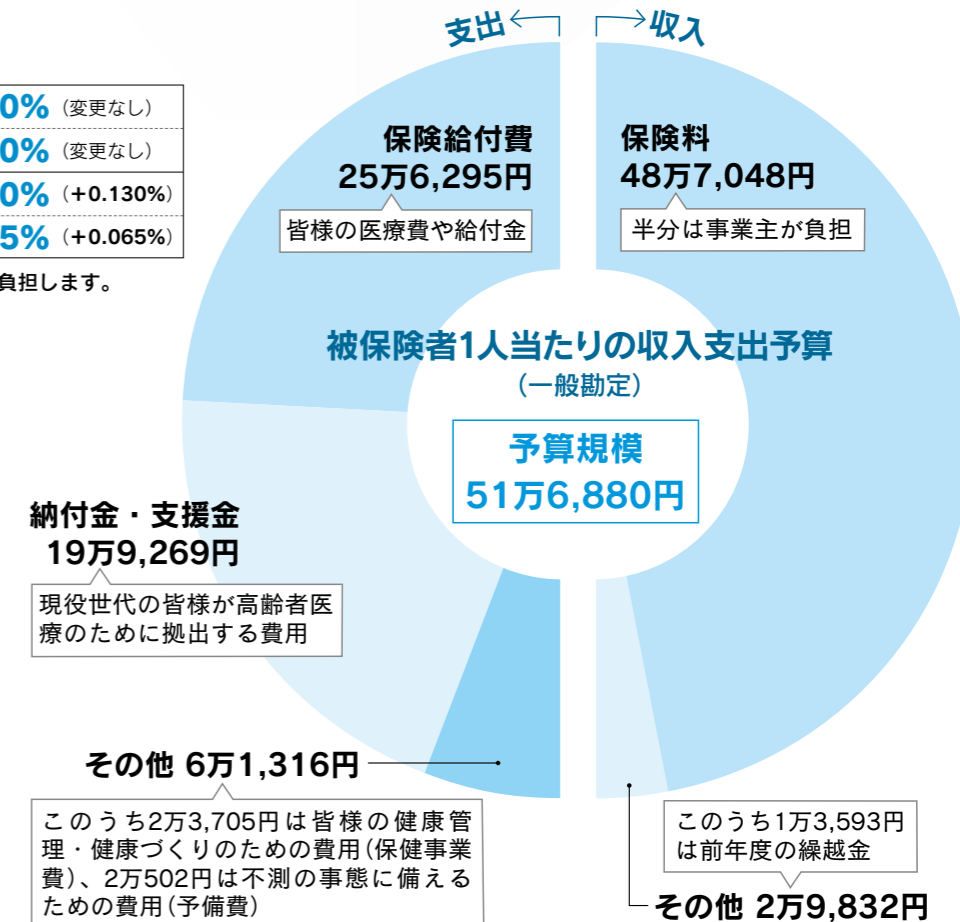 支出
収入
0%（変更なし）
0%（変更なし）
0%（+0.130%）
5%（+0.065%）
負担します。
保険給付費
25万6,295円
皆様の医療費や給付金
保険料
48万7,048円
半分は事業主が負担
被保険者1人当たりの収入支出予算
（一般勘定）
予算規模
51万6,880円
納付金・支援金
19万9,269円
現役世代の皆様が高齢者医
療のために拠出する費用
その他 6万1,316円
このうち2万3,705円は皆様の健康管
理・健康づくりのための費用(保健事業
費)、2万502円は不測の事態に備える
ための費用(予備費)
このうち1万3,593円
は前年度の繰越金
その他 2万9,832円